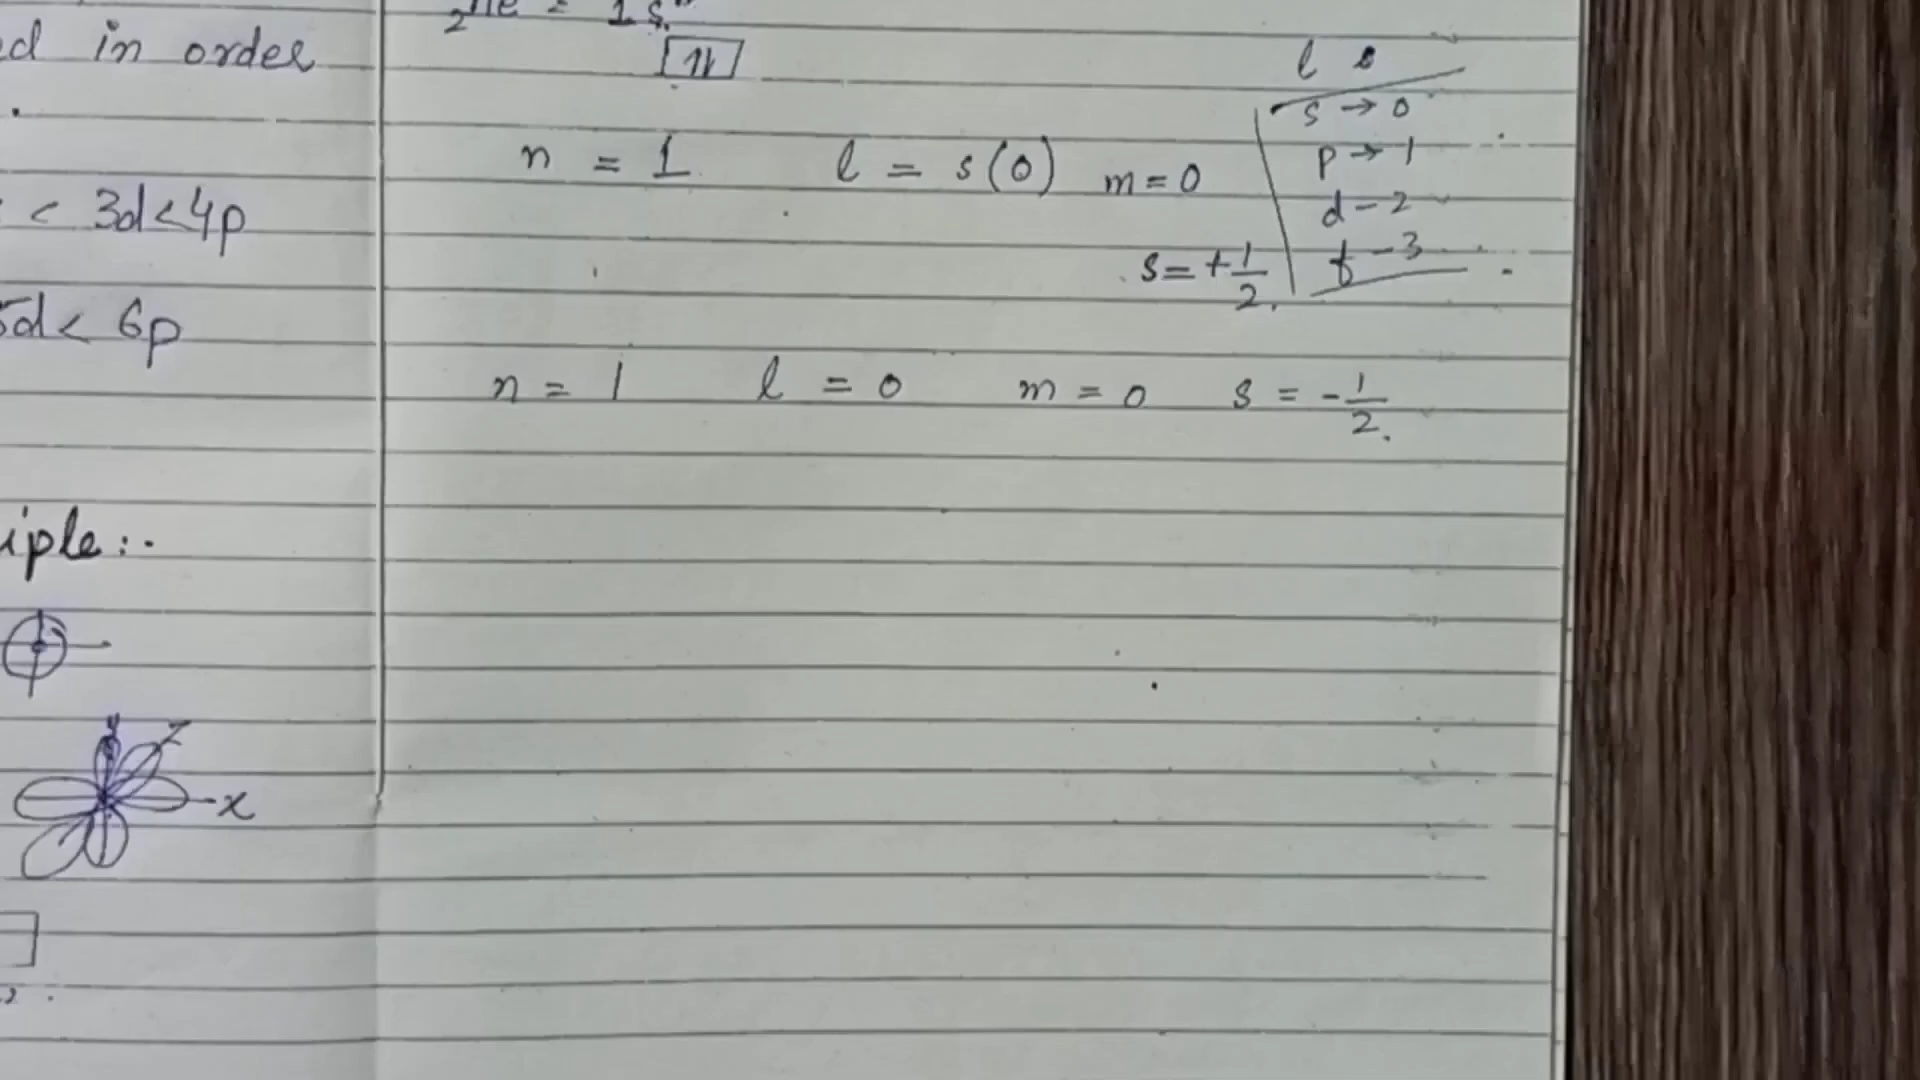 d in order
.
< 3d<4p
5d< 6p
iple:.
y
z
x
₂He = 1s²
⥮
n = 1 l = s(0) m=0
s=+1/2.
l
s → 0
p → 1
d - 2
f - 3
n = 1 l = 0 m = 0 s = -1/2.